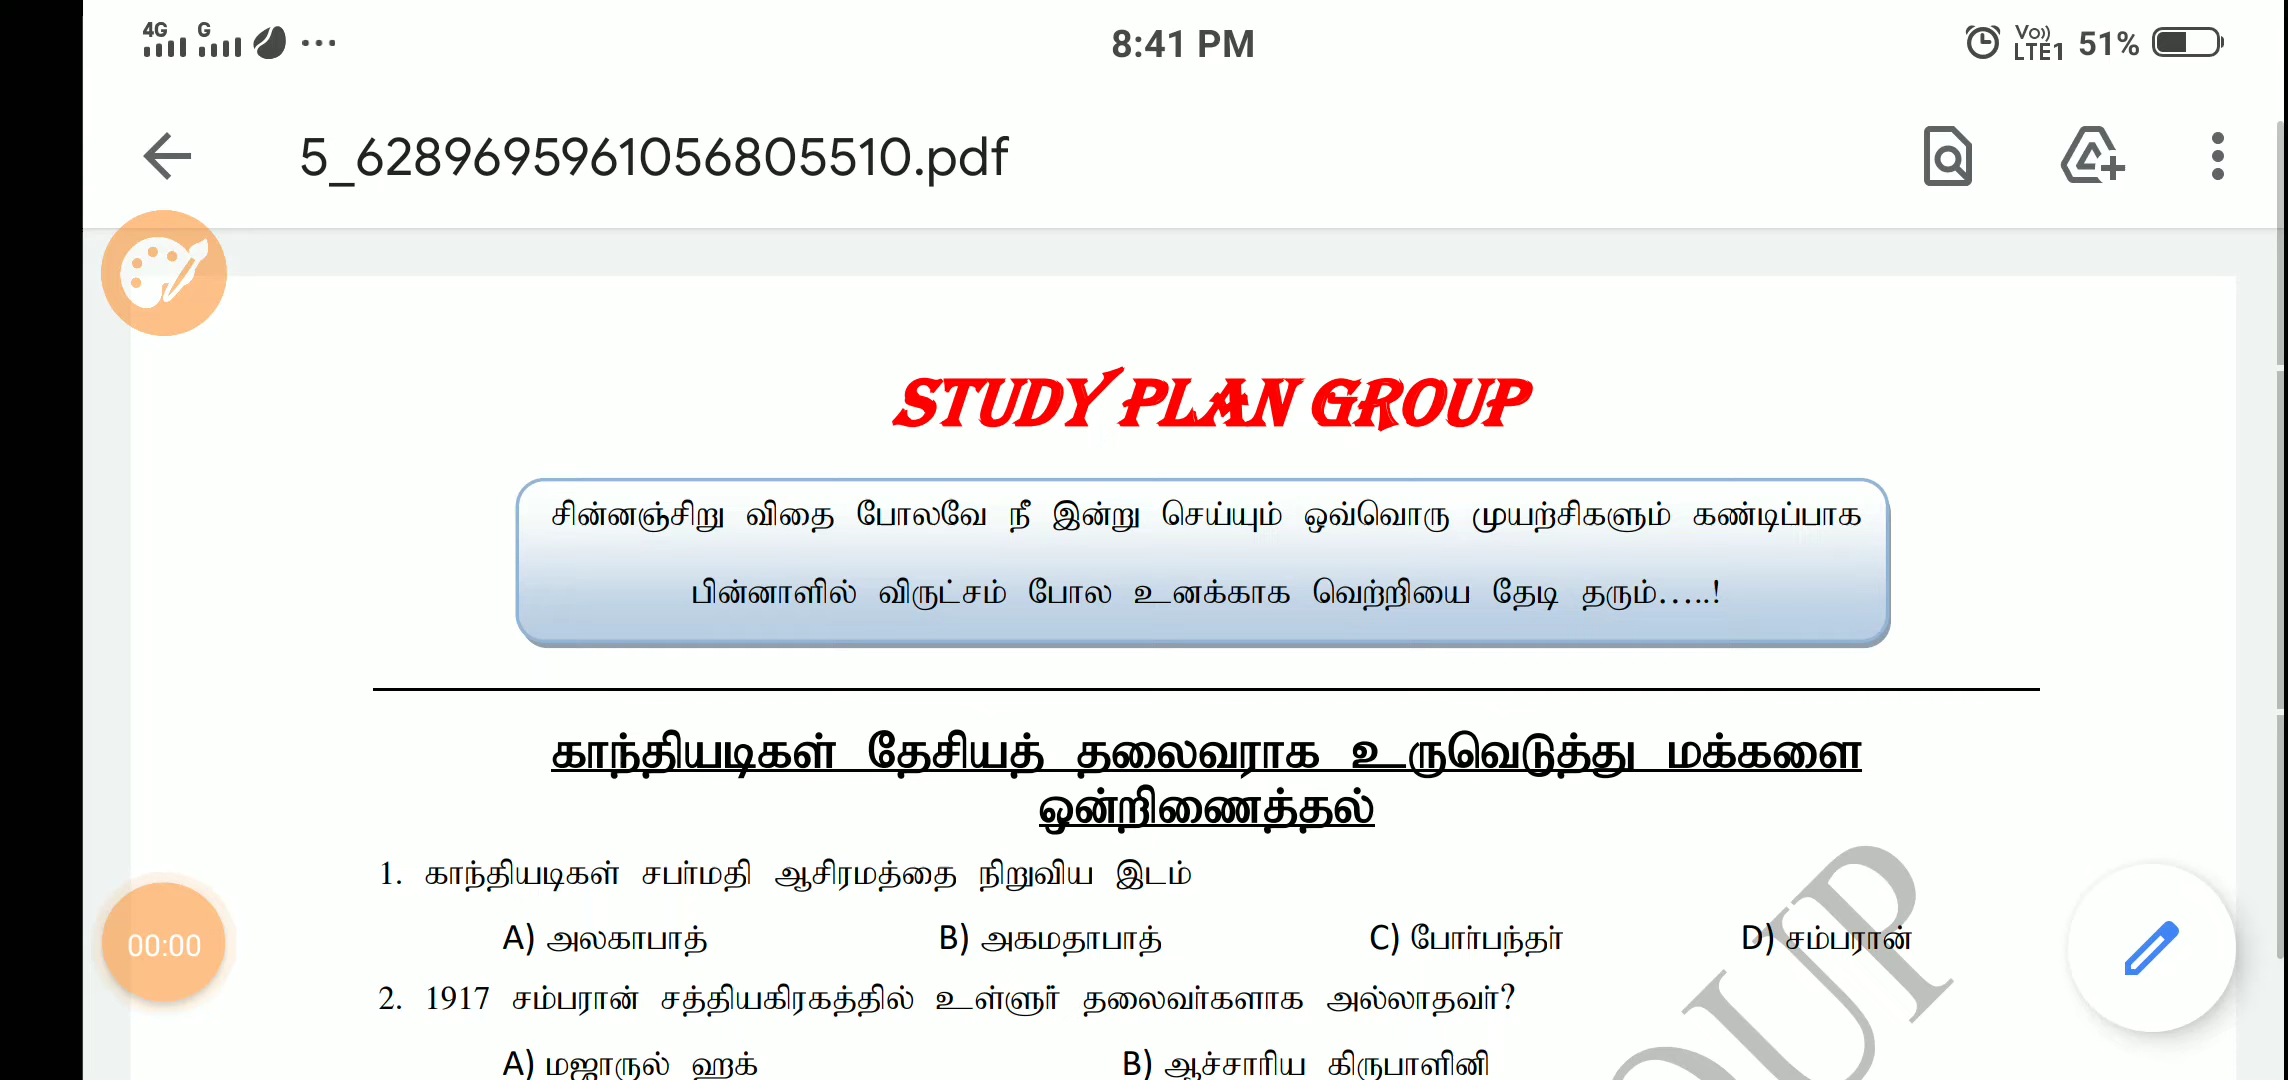 4G G ... 8:41 PM Vo)) LTE1 51%
5_6289695961056805510.pdf
STUDY PLAN GROUP
சின்னஞ்சிறு விதை போலவே நீ இன்று செய்யும் ஒவ்வொரு முயற்சிகளும் கண்டிப்பாக
பின்னாளில் விருட்சம் போல உனக்காக வெற்றியை தேடி தரும்.....!
காந்தியடிகள் தேசியத் தலைவராக உருவெடுத்து மக்களை
ஒன்றிணைத்தல்
1. காந்தியடிகள் சபர்மதி ஆசிரமத்தை நிறுவிய இடம்
A) அலகாபாத் B) அகமதாபாத் C) போர்பந்தர் D) சம்பரான்
00:00
2. 1917 சம்பரான் சத்தியகிரகத்தில் உள்ளுர் தலைவர்களாக அல்லாதவர்?
A) மஜாருல் ஹக் B) ஆச்சாரிய கிருபாளினி
OUP